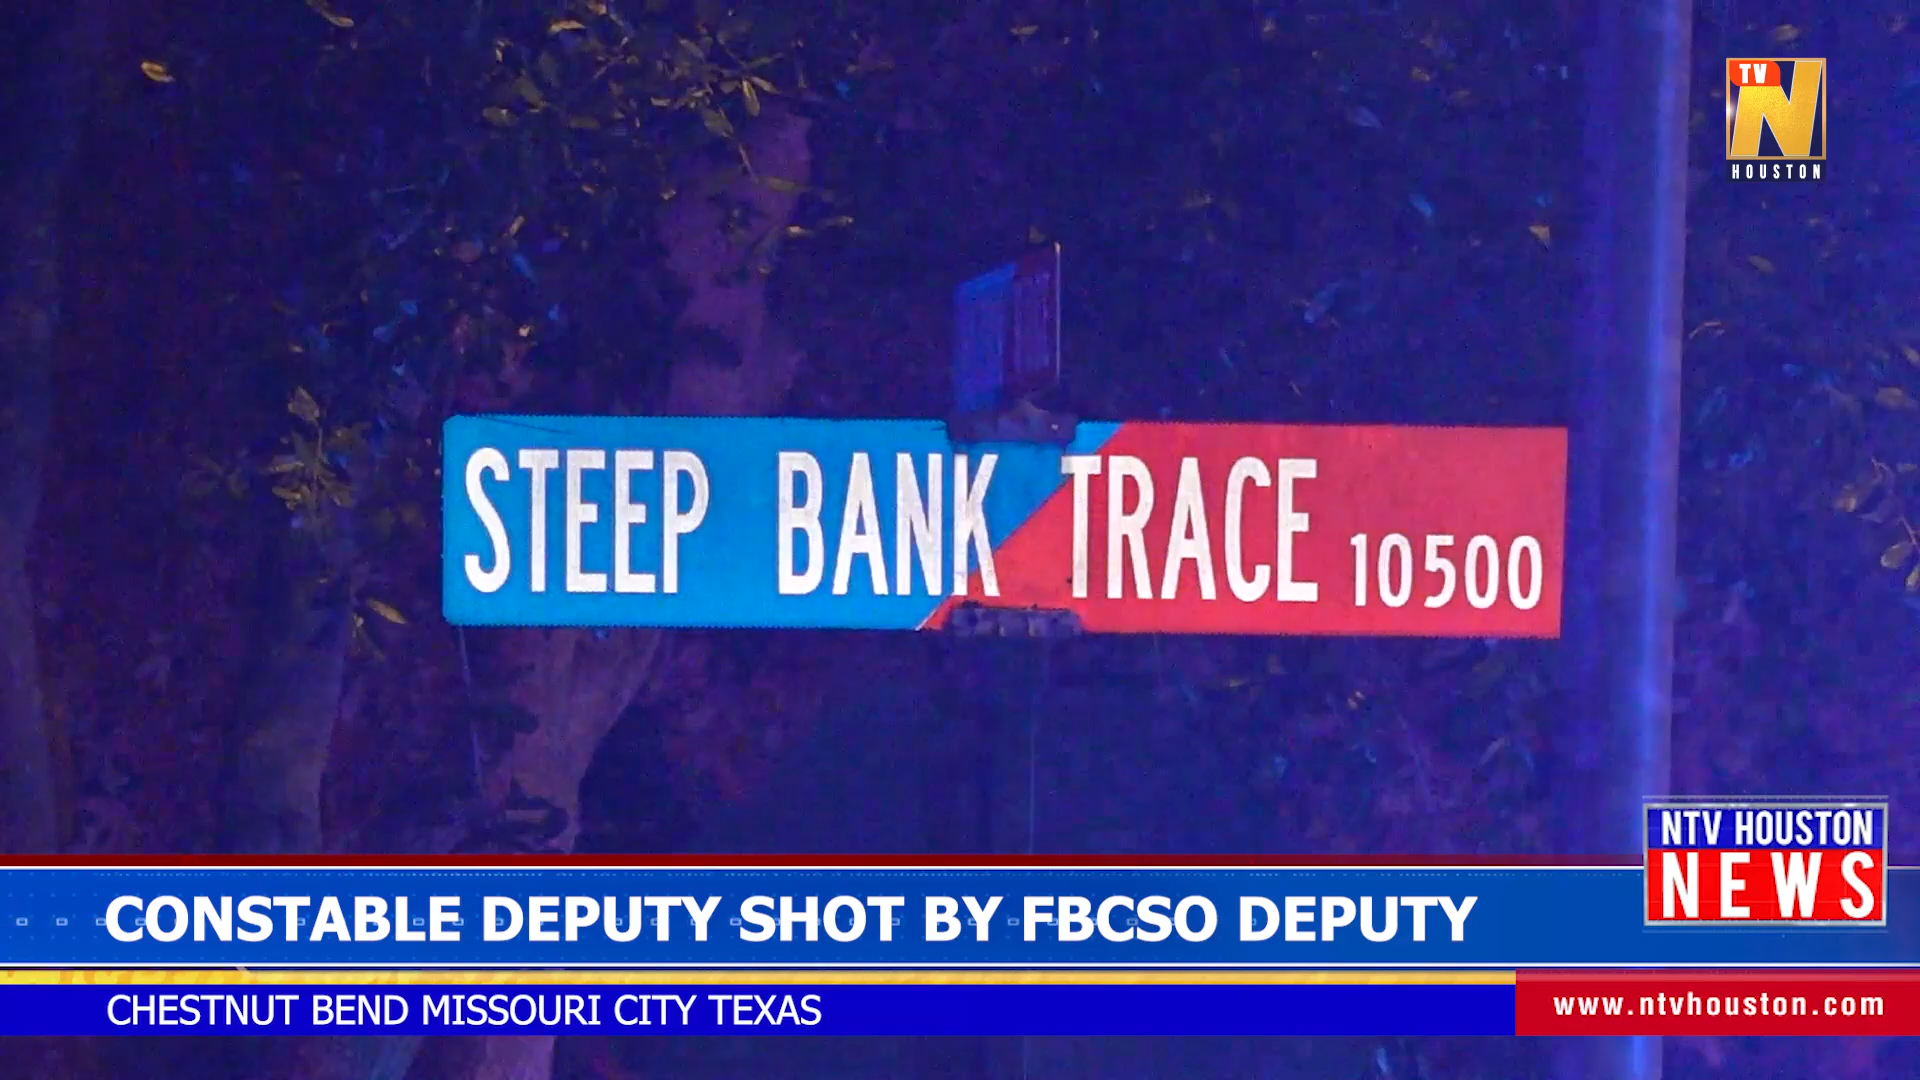 TV
N
HOUSTON
STEEP BANK TRACE 10500
NTV HOUSTON
NEWS
CONSTABLE DEPUTY SHOT BY FBCSO DEPUTY
CHESTNUT BEND MISSOURI CITY TEXAS
www.ntvhouston.com